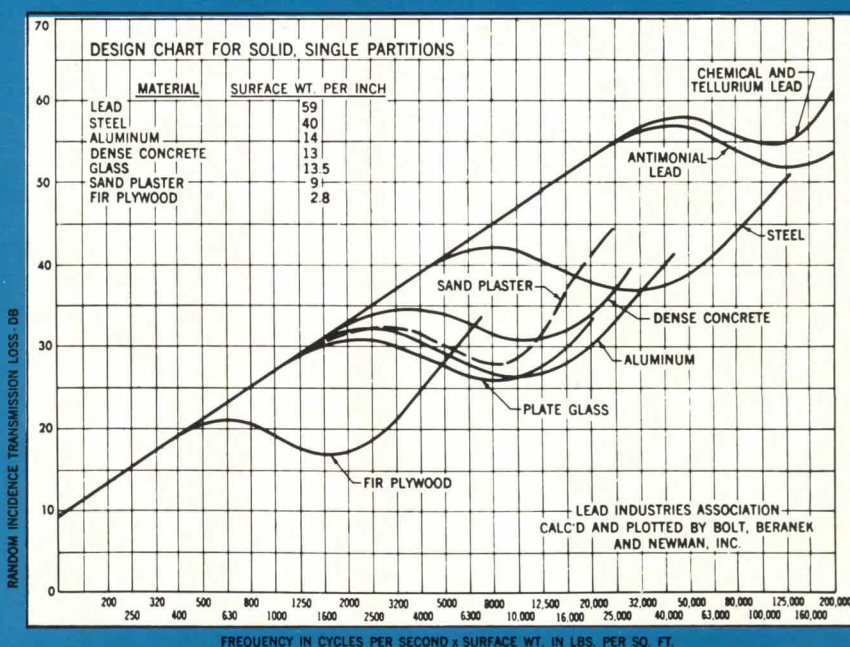 DESIGN CHART FOR SOLID, SINGLE PARTITIONS
MATERIAL SURFACE WT. PER INCH
LEAD 59
STEEL 40
ALUMINUM 14
DENSE CONCRETE 13
GLASS 13.5
SAND PLASTER 9
FIR PLYWOOD 2.8
CHEMICAL AND
TELLURIUM LEAD
ANTIMONIAL
LEAD
STEEL
SAND PLASTER
DENSE CONCRETE
ALUMINUM
PLATE GLASS
FIR PLYWOOD
LEAD INDUSTRIES ASSOCIATION
CALC'D AND PLOTTED BY BOLT, BERANEK
AND NEWMAN, INC.
RANDOM INCIDENCE TRANSMISSION LOSS-DB
70
60
50
40
30
20
10
0
200 320 500 800 1250 2000 3200 5000 8000 12,500 20,000 32,000 50,000 80,000 125,000 200,000
250 400 630 1000 1600 2500 4000 6300 10.000 16.000 25,000 40,000 63,000 100,000 160,000
FREQUENCY IN CYCLES PER SECOND x SURFACE WT. IN LBS. PER SQ. FT.